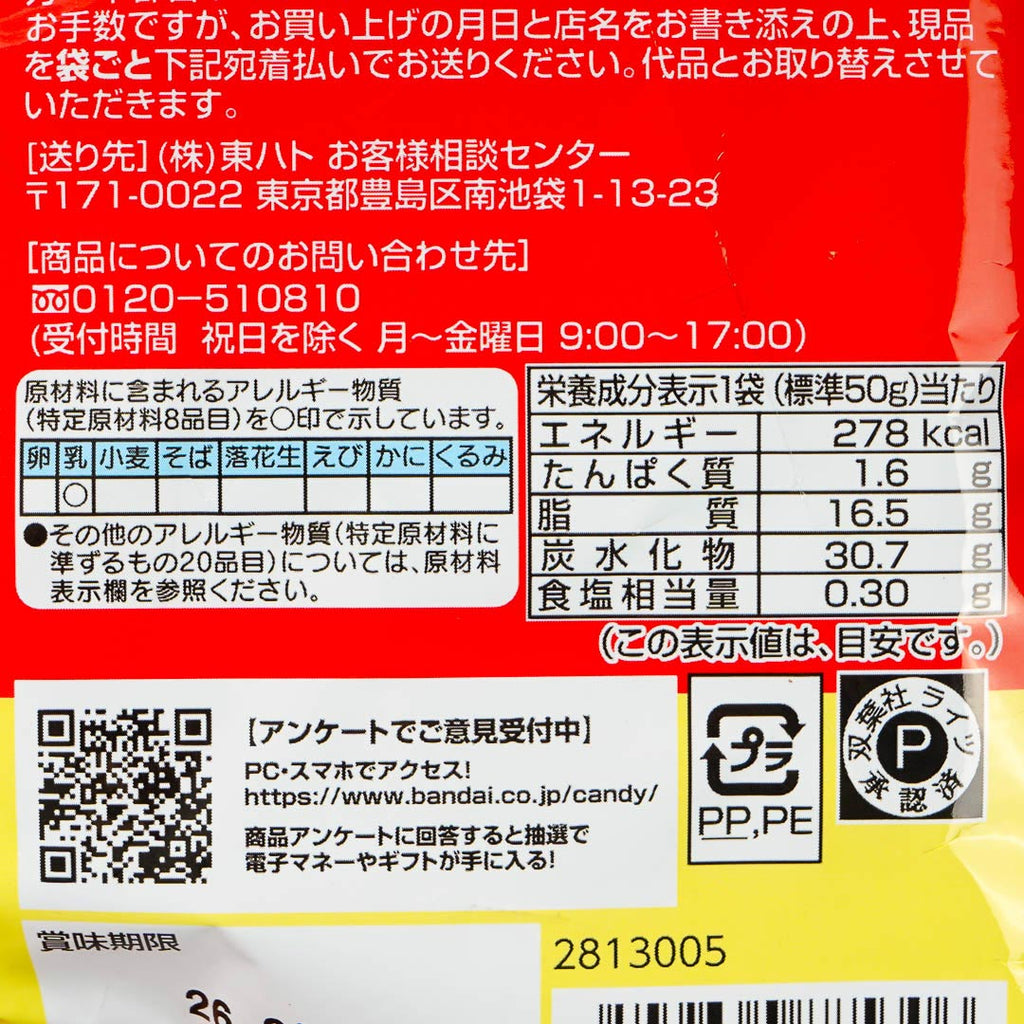 お手数ですが、お買い上げの月日と店名をお書き添えの上、現品
を袋ごと下記宛着払いでお送りください。代品とお取り替えさせて
いただきます。
[送り先](株)東ハト お客様相談センター
〒171-0022 東京都豊島区南池袋1-13-23
[商品についてのお問い合わせ先]
0120-510810
(受付時間 祝日を除く 月〜金曜日 9:00〜17:00)
原材料に含まれるアレルギー物質
(特定原材料8品目)を○印で示しています。
卵 乳 小麦 そば 落花生 えび かに くるみ
○
●その他のアレルギー物質(特定原材料に
準ずるもの20品目)については、原材料
表示欄を参照ください。
栄養成分表示1袋(標準50g)当たり
エネルギー 278 kcal
たんぱく質 1.6 g
脂質 16.5 g
炭水化物 30.7 g
食塩相当量 0.30 g
(この表示値は、目安です。)
【アンケートでご意見受付中】
PC・スマホでアクセス!
https://www.bandai.co.jp/candy/
商品アンケートに回答すると抽選で
電子マネーやギフトが手に入る!
プラ
PP,PE
双葉社ライツ
P
承認済
賞味期限
26
2813005